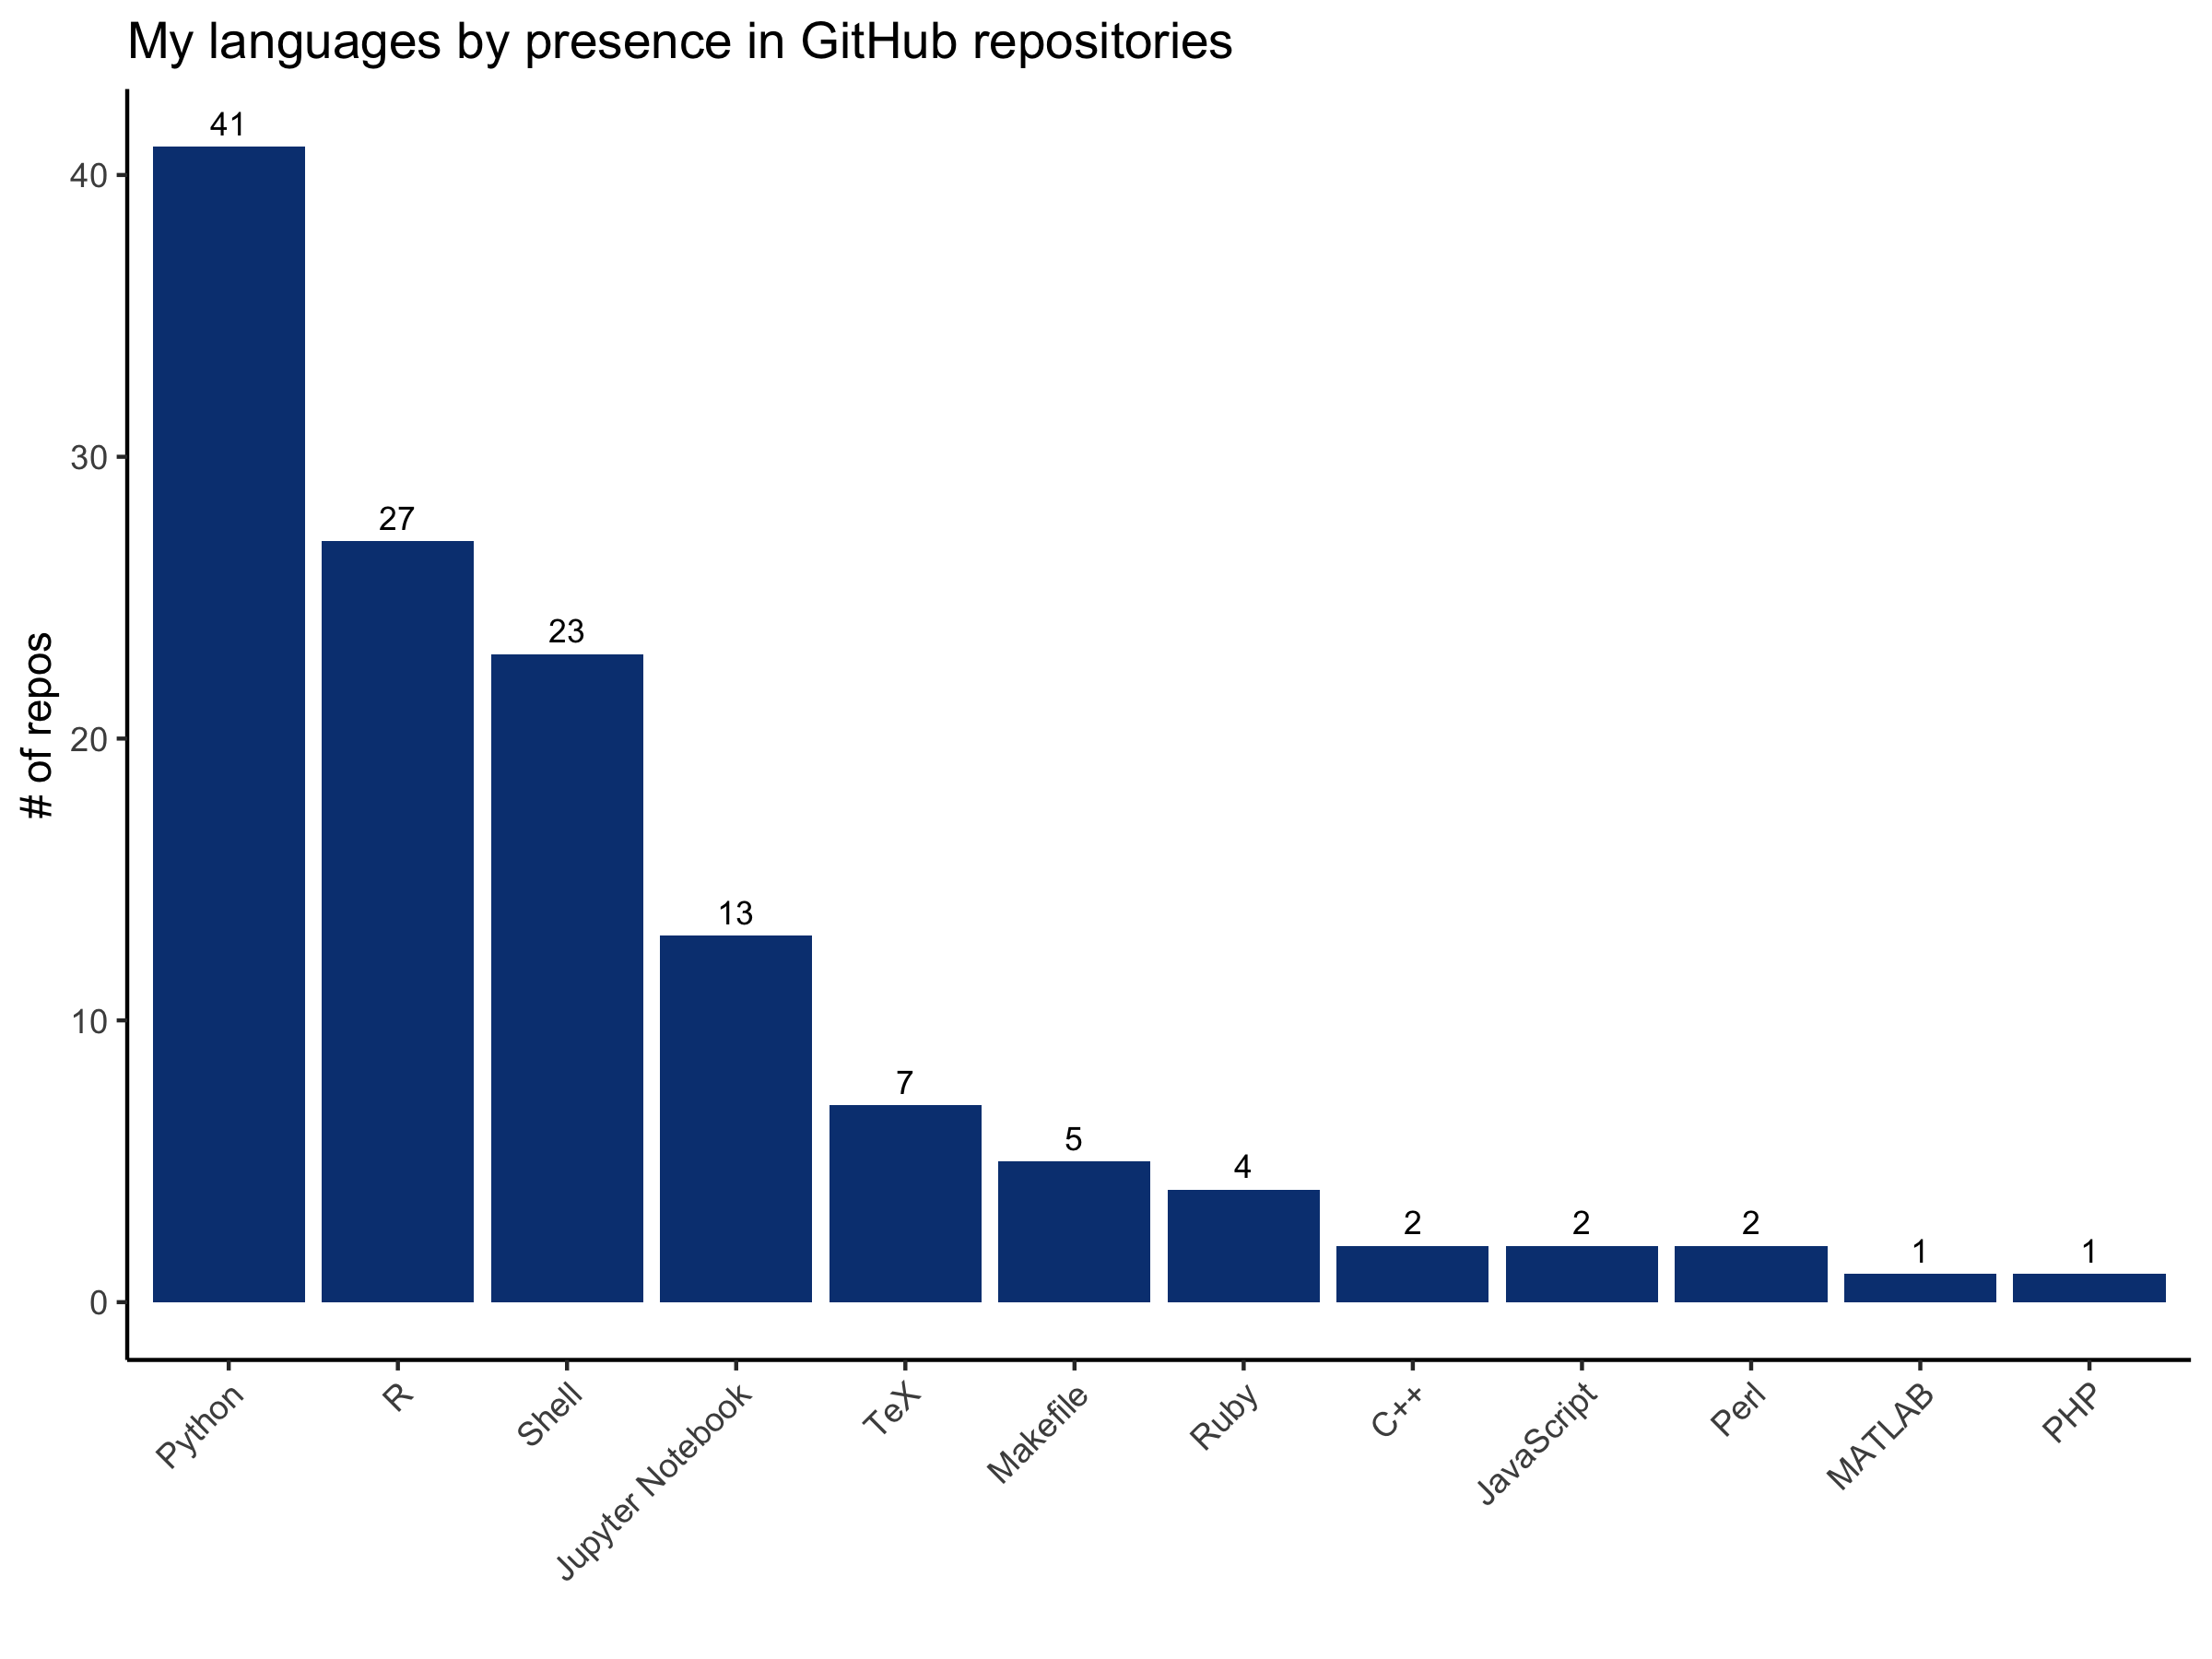 My languages by presence in GitHub repositories
# of repos
40
30
20
10
0
41
27
23
13
7
5
4
2
2
2
1
1
Python
R
Shell
Jupyter Notebook
TeX
Makefile
Ruby
C++
JavaScript
Perl
MATLAB
PHP